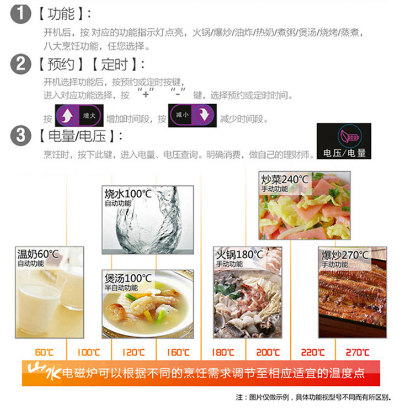 1【功能】：
开机后，按 对应的功能指示灯点亮，火锅/爆炒/油炸/热奶/煮粥/煲汤/烧烤/蒸煮，
八大烹饪功能，任您选择。
2【预约】【定时】：
开机选择功能后，按预约或定时按键，
进入对应功能选择，按 "+" "-" 键，选择预约或定时时间。
按 增大 增加时间段，按 减小 减少时间段。
3【电量/电压】：
烹饪时，按下此键，进入电量、电压查询。明确消费，做自己的理财师。
电压/电量
炒菜240℃
手动功能
烧水100℃
自动功能
温奶60℃
自动功能
煲汤100℃
半自动功能
火锅180℃
手动功能
爆炒270℃
手动功能
60℃ 100℃ 120℃ 160℃ 180℃ 200℃ 220℃ 270℃
山水电磁炉可以根据不同的烹饪需求调节至相应适宜的温度点
注：图片仅做示例，具体功能视型号不同而有所区别。